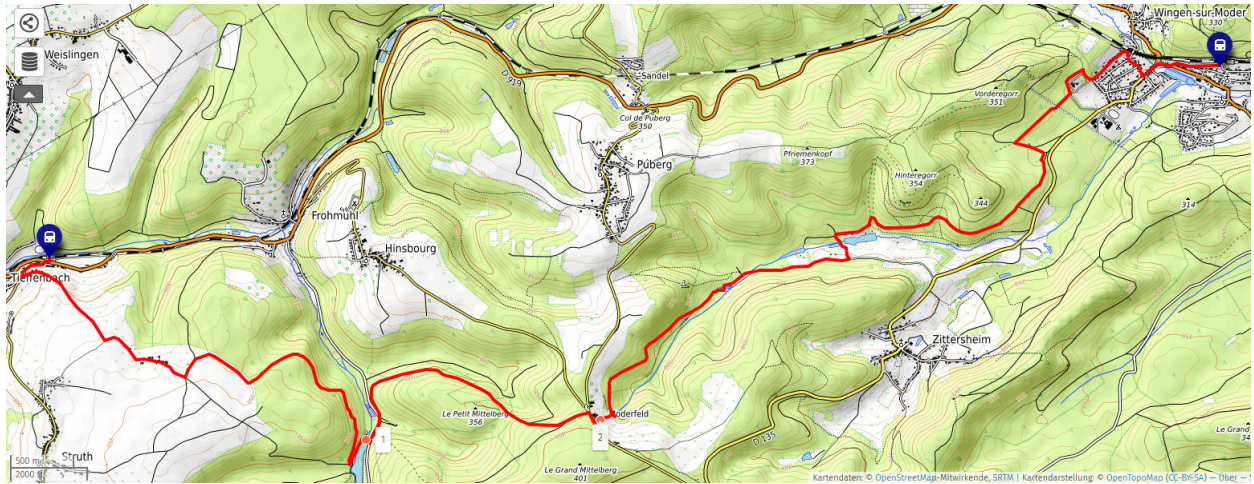 Wingen-sur-Moder
330
Weislingen
D 919
Sandel
Vorderegorr
351
Col de Puberg
350
Puberg
Pfriemenkopf
373
Hinteregorr
354
344
314
Frohmuhl
Hinsbourg
Tieffenbach
Zittersheim
Le Petit Mittelberg
356
Moderfeld
1
2
D 135
Struth
500 m
2000 ft
Le Grand Mittelberg
401
Le Grand
Kartendaten: © OpenStreetMap-Mitwirkende, SRTM | Kartendarstellung: © OpenTopoMap (CC-BY-SA) — Über —